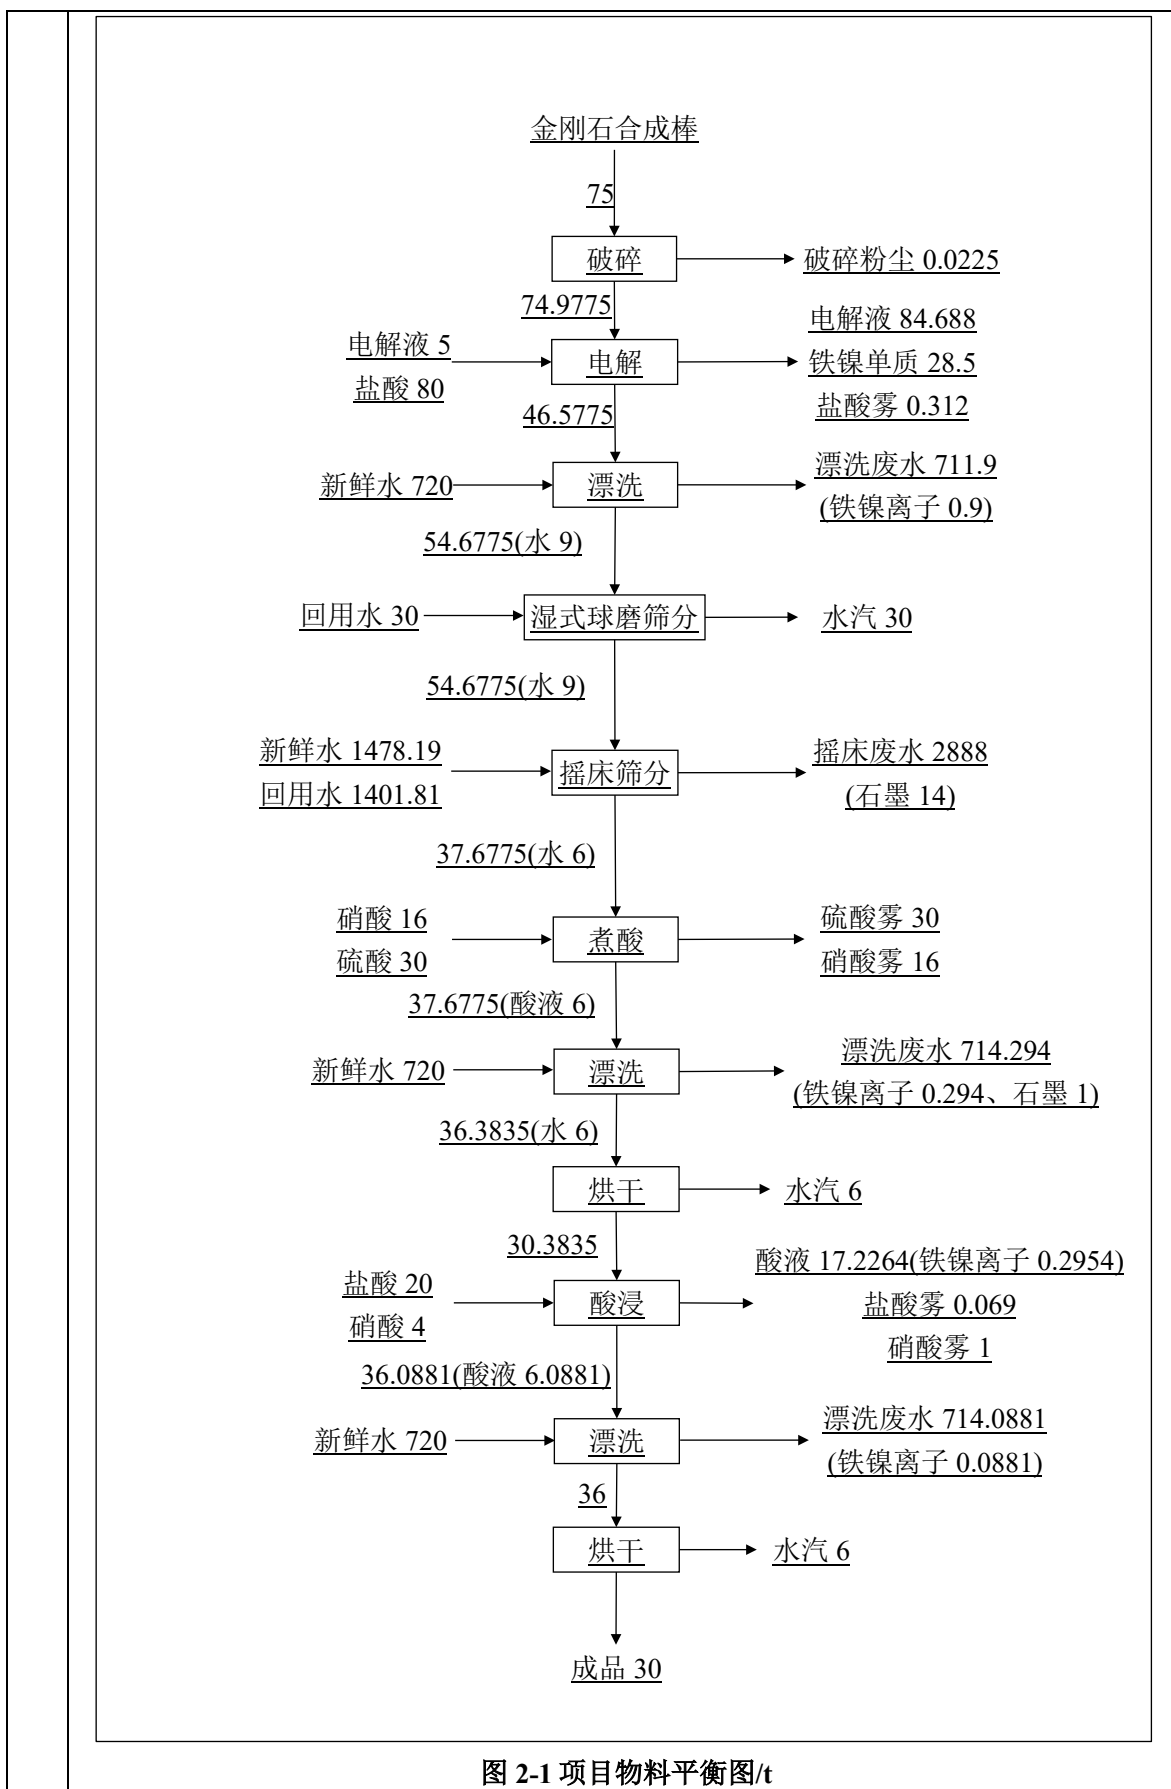 金刚石合成棒
75
破碎
破碎粉尘 0.0225
74.9775
电解液 5
盐酸 80
电解
电解液 84.688
铁镍单质 28.5
盐酸雾 0.312
46.5775
新鲜水 720
漂洗
漂洗废水 711.9
(铁镍离子 0.9)
54.6775(水 9)
回用水 30
湿式球磨筛分
水汽 30
54.6775(水 9)
新鲜水 1478.19
回用水 1401.81
摇床筛分
摇床废水 2888
(石墨 14)
37.6775(水 6)
硝酸 16
硫酸 30
煮酸
硫酸雾 30
硝酸雾 16
37.6775(酸液 6)
新鲜水 720
漂洗
漂洗废水 714.294
(铁镍离子 0.294、石墨 1)
36.3835(水 6)
烘干
水汽 6
30.3835
盐酸 20
硝酸 4
酸浸
酸液 17.2264(铁镍离子 0.2954)
盐酸雾 0.069
硝酸雾 1
36.0881(酸液 6.0881)
新鲜水 720
漂洗
漂洗废水 714.0881
(铁镍离子 0.0881)
36
烘干
水汽 6
成品 30
图 2-1 项目物料平衡图/t